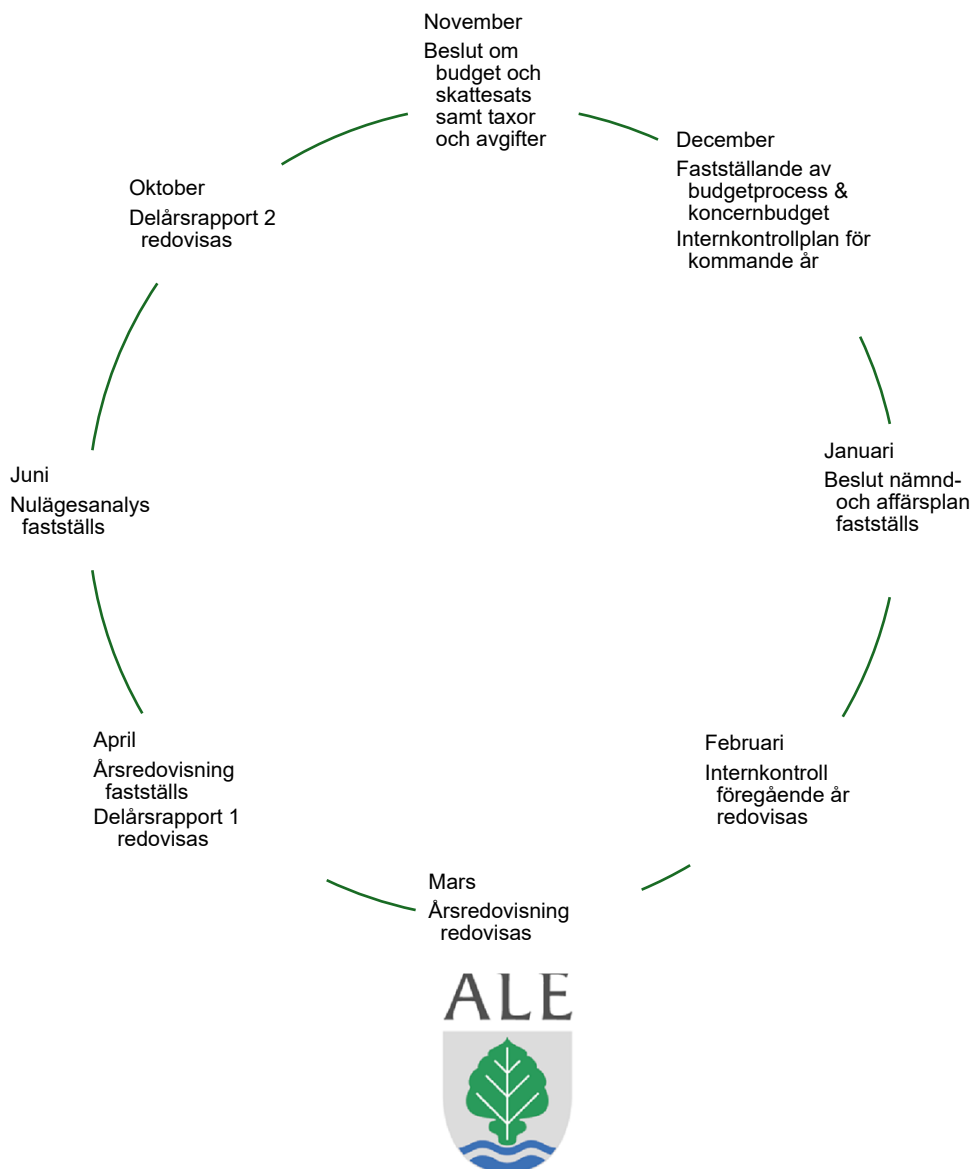 November
Beslut om
budget och
skattesats
samt taxor
och avgifter
December
Fastställande av
budgetprocess &
koncernbudget
Internkontrollplan för
kommande år
Januari
Beslut nämnd-
och affärsplan
fastställs
Februari
Internkontroll
föregående år
redovisas
Mars
Årsredovisning
redovisas
April
Årsredovisning
fastställs
Delårsrapport 1
redovisas
Juni
Nulägesanalys
fastställs
Oktober
Delårsrapport 2
redovisas
ALE